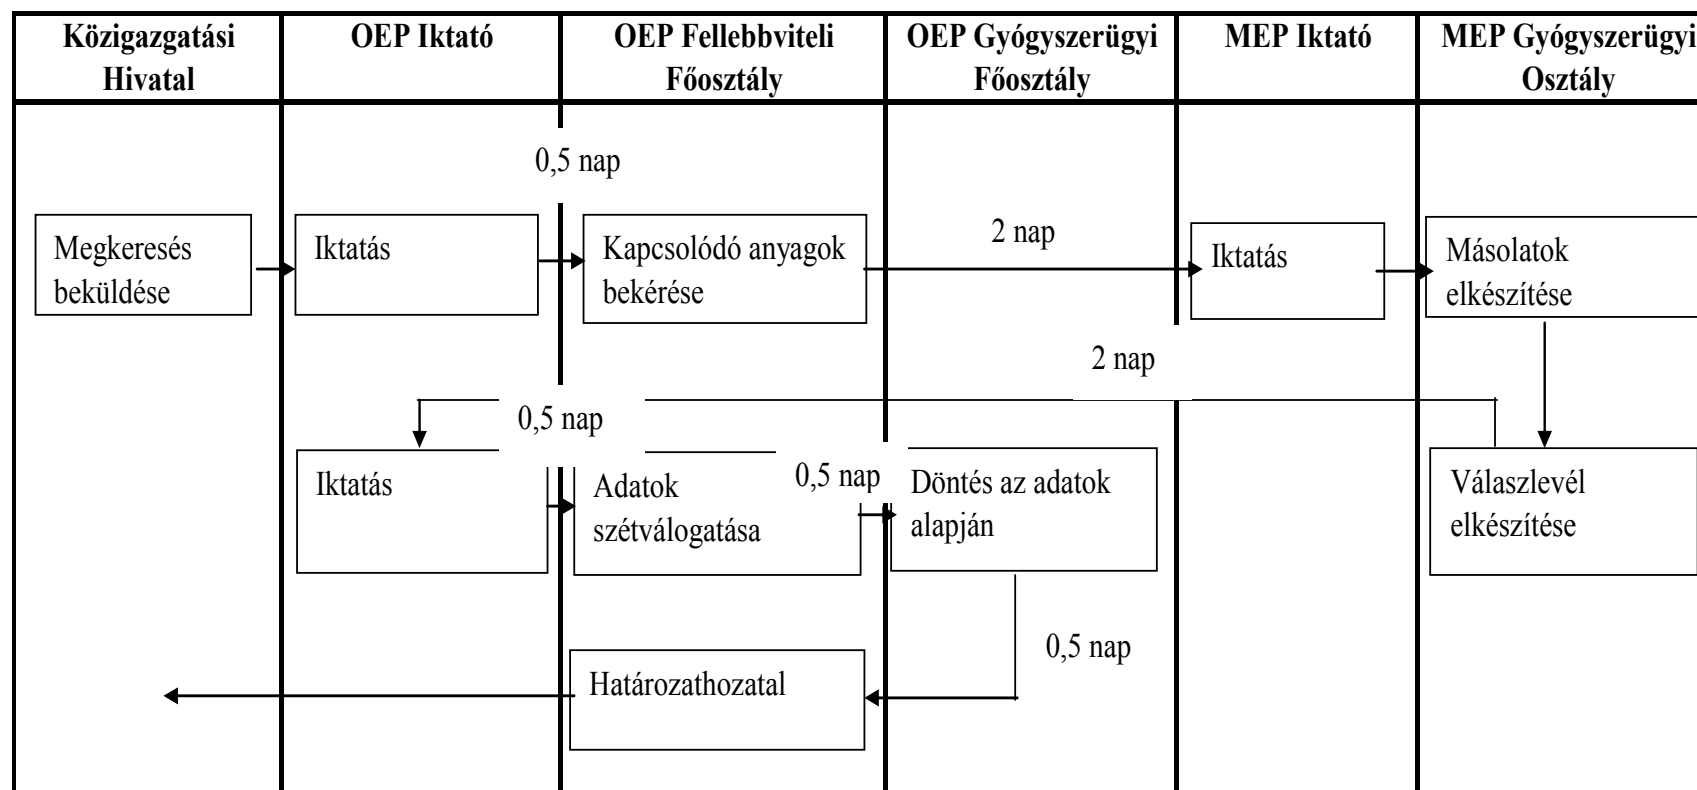 Közigazgatási
Hivatal
OEP Iktató
OEP Fellebbviteli
Főosztály
OEP Gyógyszerügyi
Főosztály
MEP Iktató
MEP Gyógyszerügyi
Osztály
0,5 nap
Megkeresés
beküldése
Iktatás
Kapcsolódó anyagok
bekérése
2 nap
Iktatás
Másolatok
elkészítése
2 nap
0,5 nap
Iktatás
Adatok
szétválogatása
0,5 nap
Döntés az adatok
alapján
Válaszlevél
elkészítése
0,5 nap
Határozathozatal